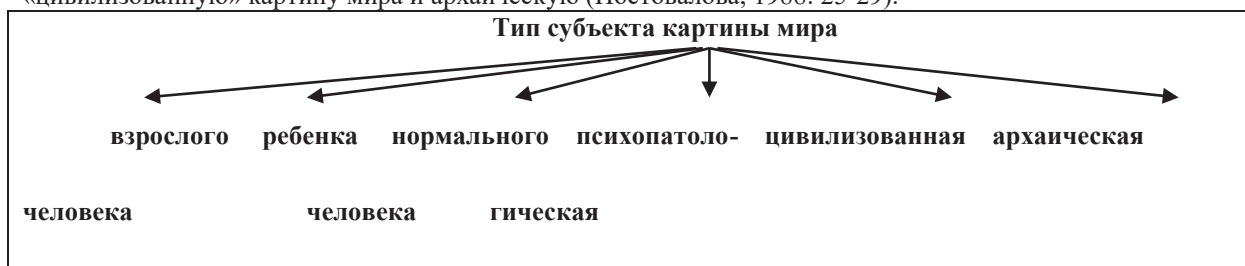 «цивилизованную» картину мира и архаическую (Постовалова, 1988: 25-29).
Тип субъекта картины мира
взрослого ребенка нормального психопатоло- цивилизованная архаическая
человека человека гическая